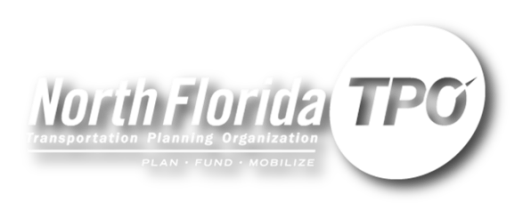 North Florida
Transportation Planning Organization
PLAN • FUND • MOBILIZE
TPO